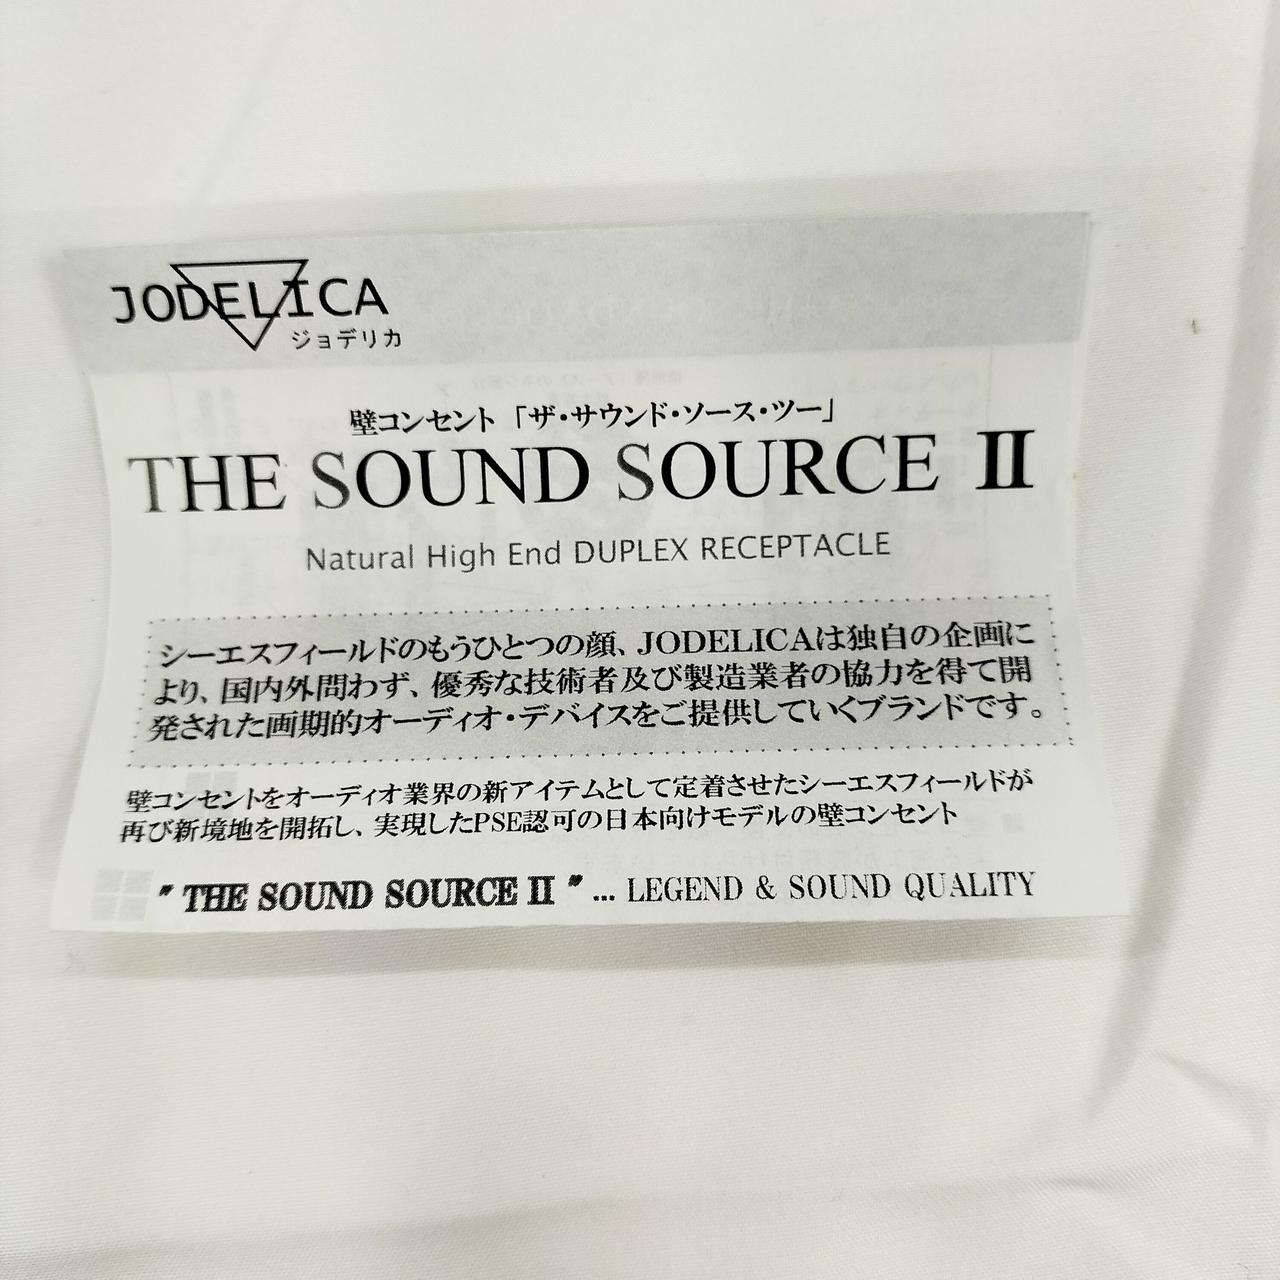 JODELICA
ジョデリカ
壁コンセント 「ザ・サウンド・ソース・ツー」
THE SOUND SOURCE II
Natural High End DUPLEX RECEPTACLE
シーエスフィールドのもうひとつの顔、JODELICAは独自の企画に
より、国内外問わず、優秀な技術者及び製造業者の協力を得て開
発された画期的オーディオ・デバイスをご提供していくブランドです。
壁コンセントをオーディオ業界の新アイテムとして定着させたシーエスフィールドが
再び新境地を開拓し、実現したPSE認可の日本向けモデルの壁コンセント
" THE SOUND SOURCE II " ... LEGEND & SOUND QUALITY